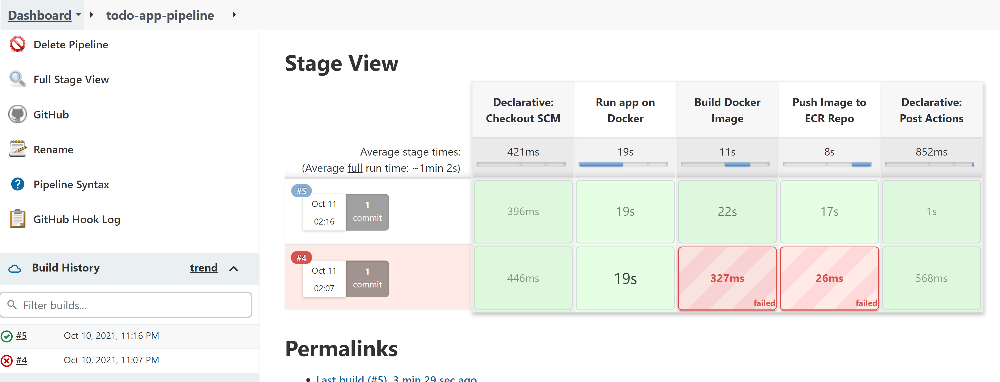 Dashboard
todo-app-pipeline
Delete Pipeline
Full Stage View
GitHub
Rename
Pipeline Syntax
GitHub Hook Log
Build History
trend
Filter builds...
#5
Oct 10, 2021, 11:16 PM
#4
Oct 10, 2021, 11:07 PM
Stage View
Declarative:
Checkout SCM
Run app on
Docker
Build Docker
Image
Push Image to
ECR Repo
Declarative:
Post Actions
Average stage times:
(Average full run time: ~1min 2s)
421ms
19s
11s
8s
852ms
#5
Oct 11
02:16
1
commit
396ms
19s
22s
17s
1s
#4
Oct 11
02:07
1
commit
446ms
19s
327ms
failed
26ms
failed
568ms
Permalinks
Last build (#5), 3 min 29 sec ago